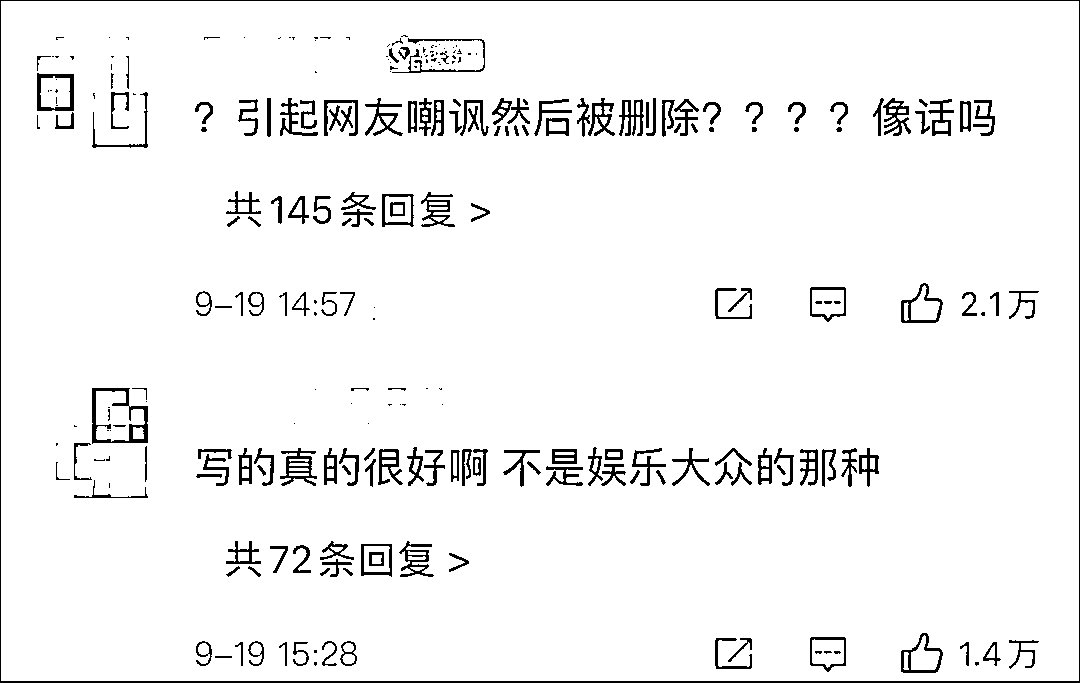 ？引起网友嘲讽然后被删除？？？？像话吗
共145条回复 >
9-19 14:57
2.1万
写的真的很好啊 不是娱乐大众的那种
共72条回复 >
9-19 15:28
1.4万